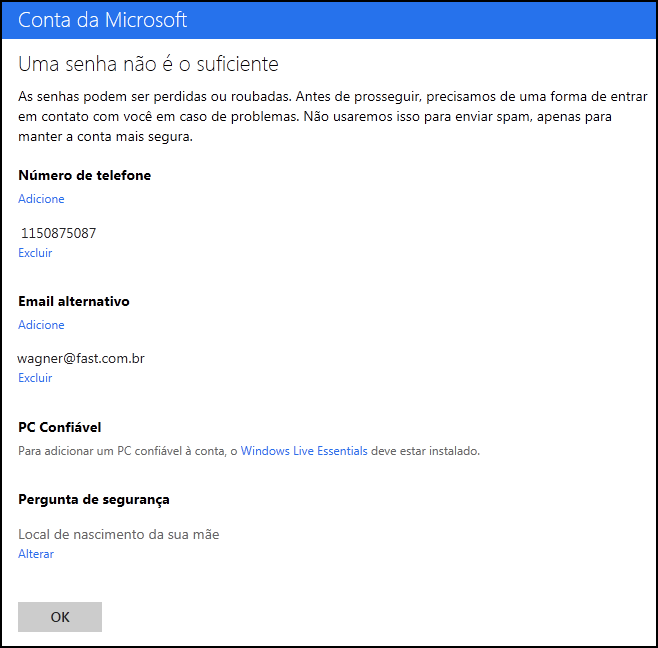 Conta da Microsoft
Uma senha não é o suficiente
As senhas podem ser perdidas ou roubadas. Antes de prosseguir, precisamos de uma forma de entrar
em contato com você em caso de problemas. Não usaremos isso para enviar spam, apenas para
manter a conta mais segura.
Número de telefone
Adicione
1150875087
Excluir
Email alternativo
Adicione
wagner@fast.com.br
Excluir
PC Confiável
Para adicionar um PC confiável à conta, o Windows Live Essentials deve estar instalado.
Pergunta de segurança
Local de nascimento da sua mãe
Alterar
OK